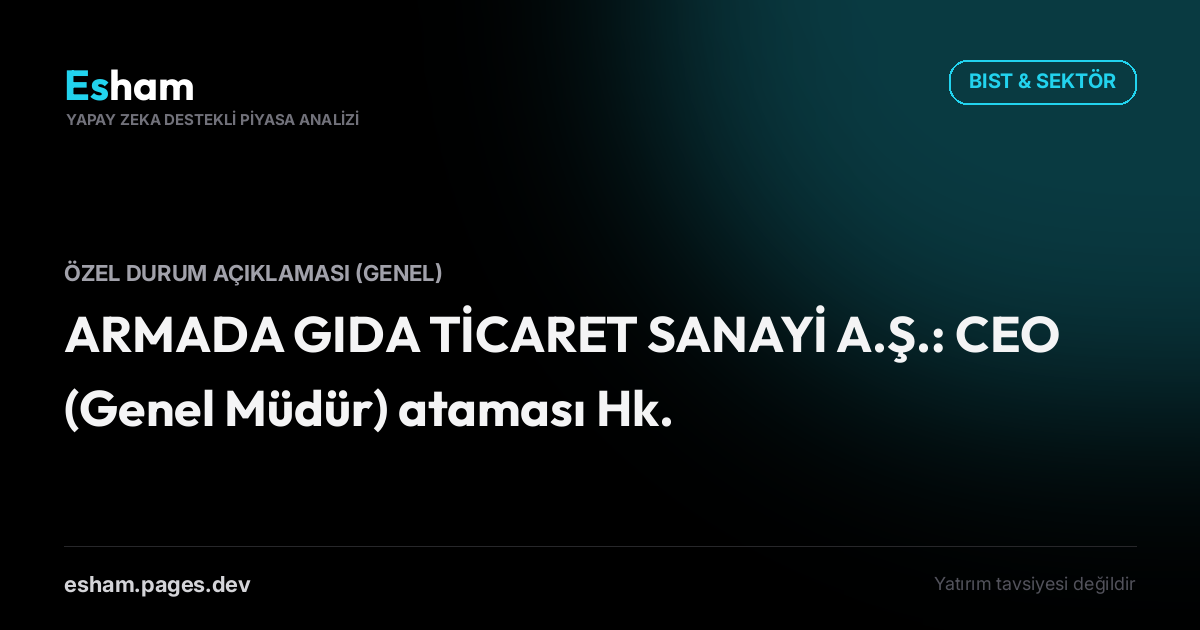 Esham
BIST & SEKTÖR
YAPAY ZEKA DESTEKLİ PİYASA ANALİZİ
ÖZEL DURUM AÇIKLAMASI (GENEL)
ARMADA GIDA TİCARET SANAYİ A.Ş.: CEO
(Genel Müdür) ataması Hk.
esham.pages.dev
Yatırım tavsiyesi değildir